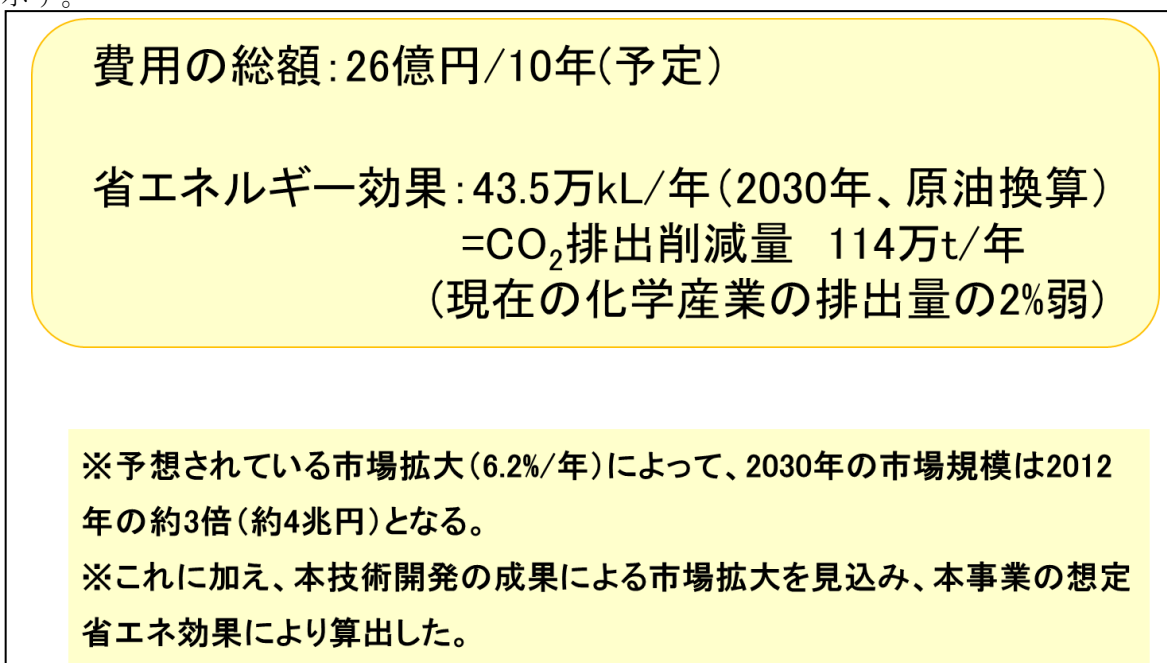 示す。
費用の総額:26億円/10年(予定)
省エネルギー効果:43.5万kL/年(2030年、原油換算)
=CO₂排出削減量 114万t/年
(現在の化学産業の排出量の2%弱)
※予想されている市場拡大(6.2%/年)によって、2030年の市場規模は2012
年の約3倍(約4兆円)となる。
※これに加え、本技術開発の成果による市場拡大を見込み、本事業の想定
省エネ効果により算出した。